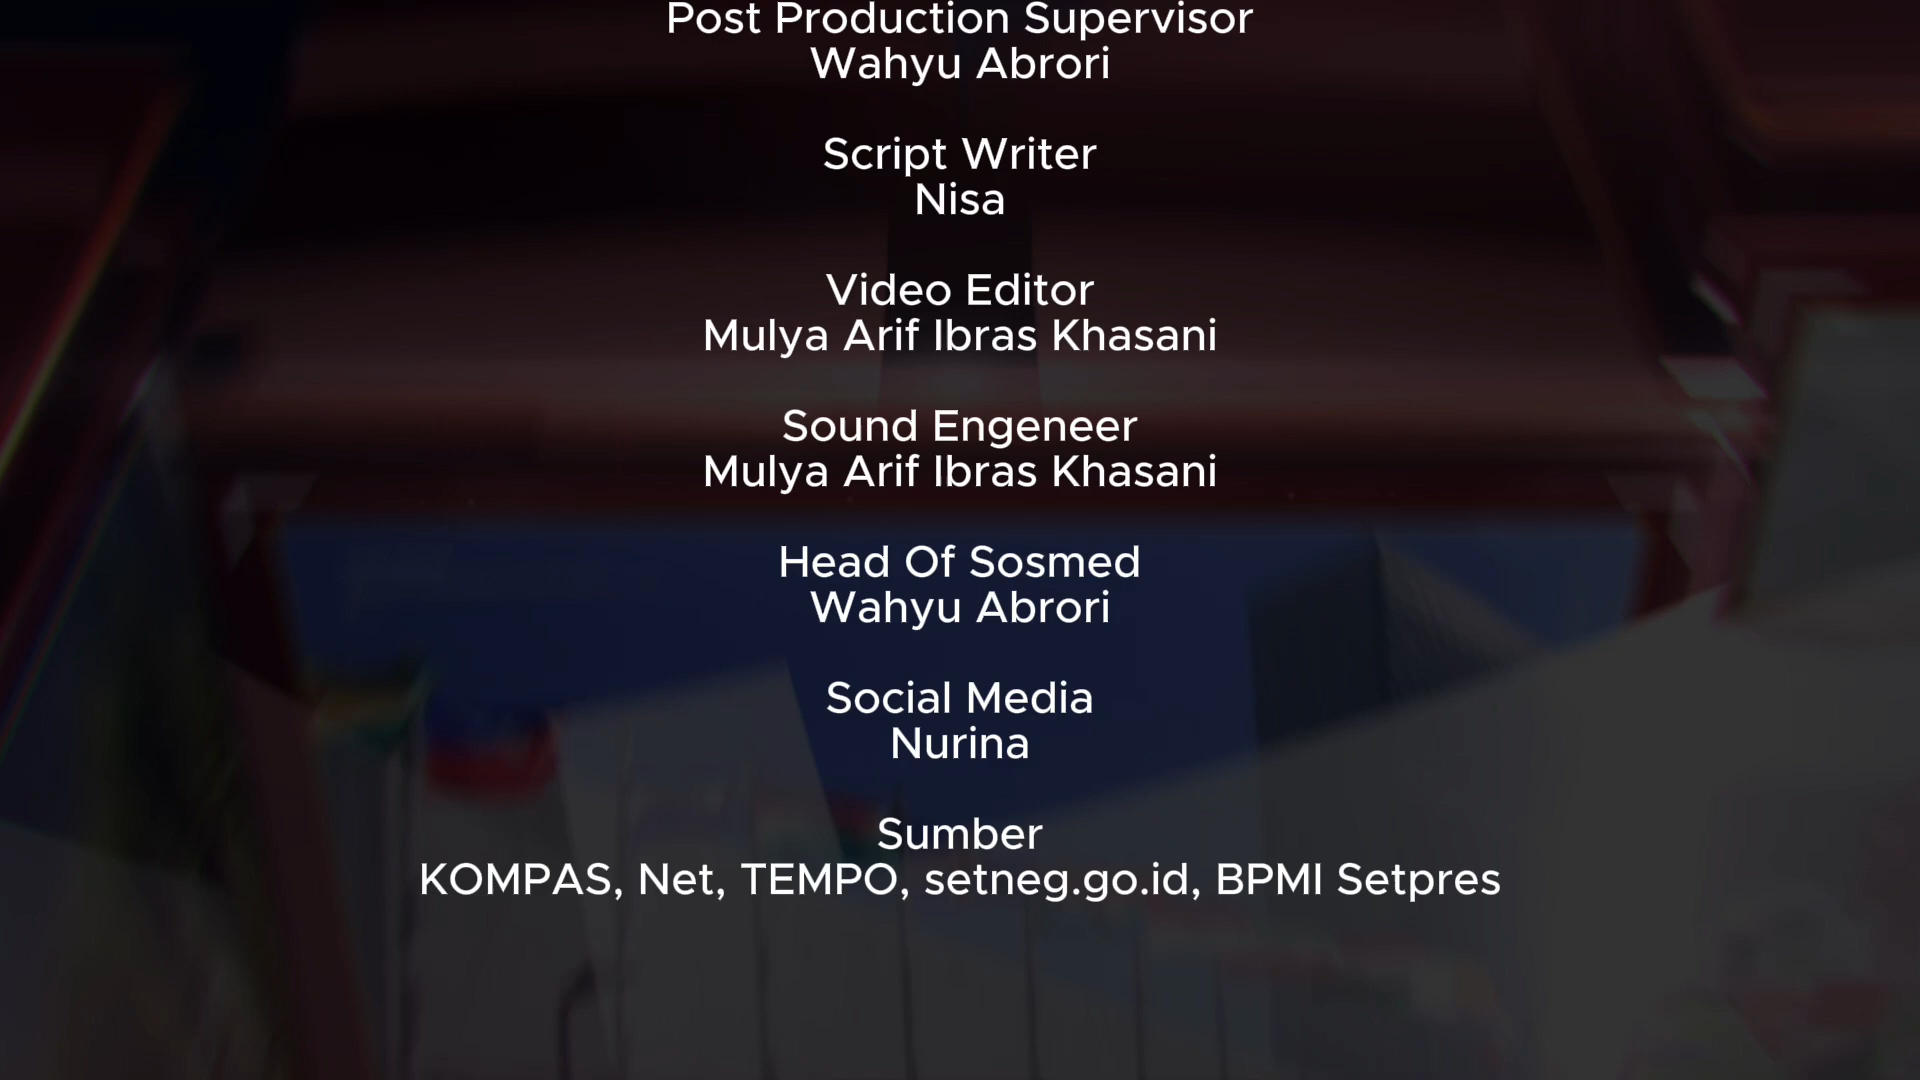 Post Production Supervisor
Wahyu Abrori
Script Writer
Nisa
Video Editor
Mulya Arif Ibras Khasani
Sound Engeneer
Mulya Arif Ibras Khasani
Head Of Sosmed
Wahyu Abrori
Social Media
Nurina
Sumber
KOMPAS, Net, TEMPO, setneg.go.id, BPMI Setpres